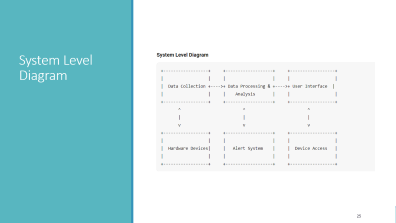 System Level
Diagram
System Level Diagram
+------------------+     +------------------+     +------------------+
|                  |     |                  |     |                  |
| Data Collection +---->+ Data Processing & +---->+ User Interface   |
|                  |     |    Analysis      |     |                  |
+------------------+     +------------------+     +------------------+
^                        ^                        ^
|                        |                        |
v                        v                        v
+------------------+     +------------------+     +------------------+
|                  |     |                  |     |                  |
| Hardware Devices|     |   Alert System   |     |  Device Access   |
|                  |     |                  |     |                  |
+------------------+     +------------------+     +------------------+
25